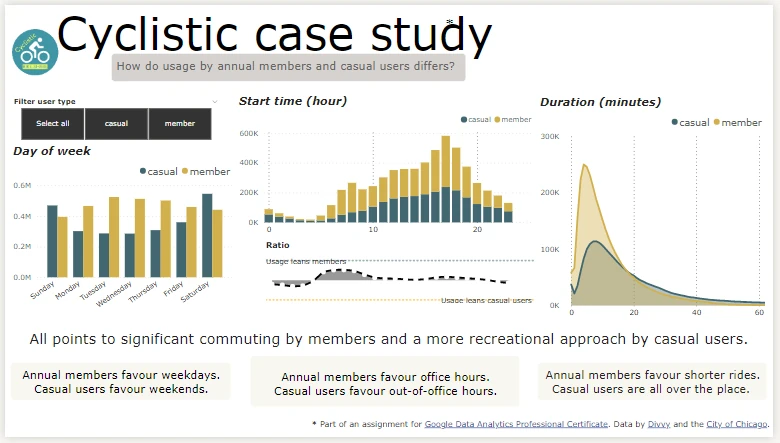 Cyclistic
Cyclistic case study*
How do usage by annual members and casual users differs?
Filter user type
Select all
casual
member
Day of week
casual member
0.6M
0.4M
0.2M
0.0M
Sunday
Monday
Tuesday
Wednesday
Thursday
Friday
Saturday
Start time (hour)
casual member
600K
400K
200K
0K
0 10 20
Ratio
Usage leans members
Usage leans casual users
Duration (minutes)
casual member
300K
200K
100K
0K
0 20 40 60
All points to significant commuting by members and a more recreational approach by casual users.
Annual members favour weekdays.
Casual users favour weekends.
Annual members favour office hours.
Casual users favour out-of-office hours.
Annual members favour shorter rides.
Casual users are all over the place.
* Part of an assignment for Google Data Analytics Professional Certificate. Data by Divvy and the City of Chicago.